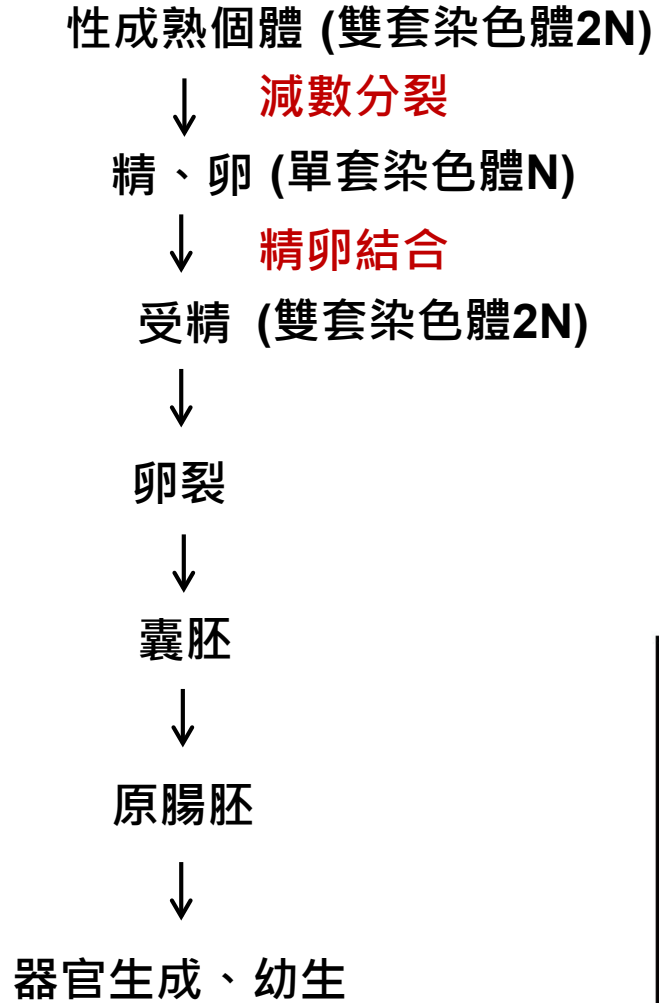 性成熟個體 (雙套染色體2N)
減數分裂
精、卵 (單套染色體N)
精卵結合
受精 (雙套染色體2N)
卵裂
囊胚
原腸胚
器官生成、幼生